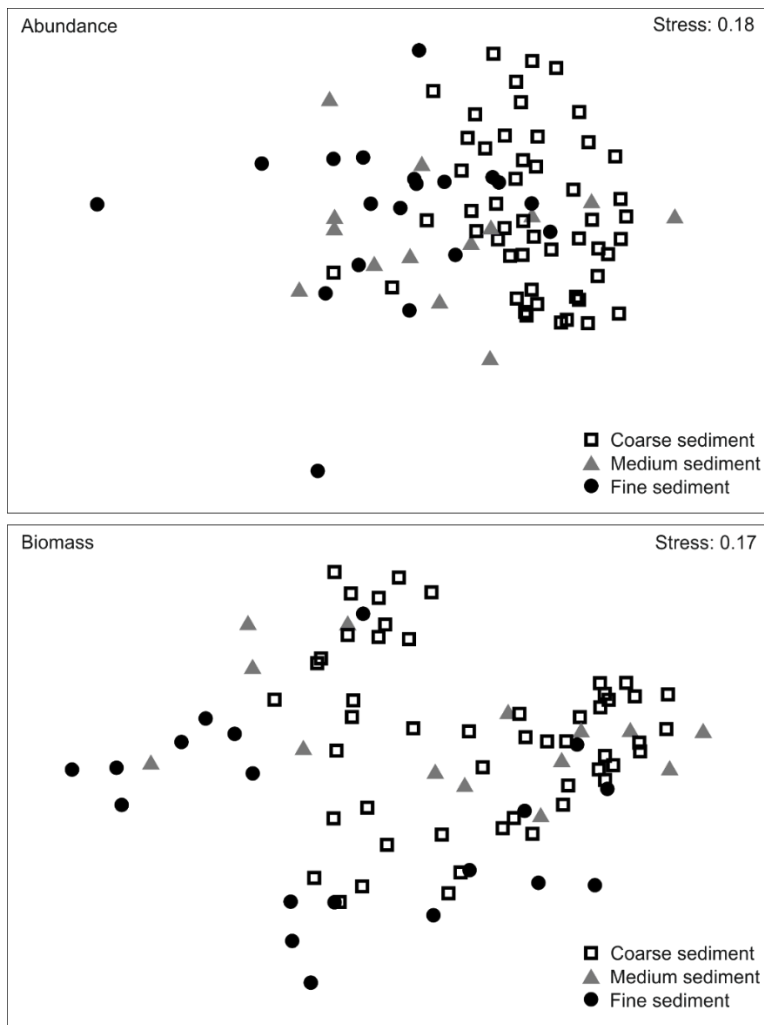 Abundance Stress: 0.18
Coarse sediment
Medium sediment
Fine sediment
Biomass Stress: 0.17
Coarse sediment
Medium sediment
Fine sediment